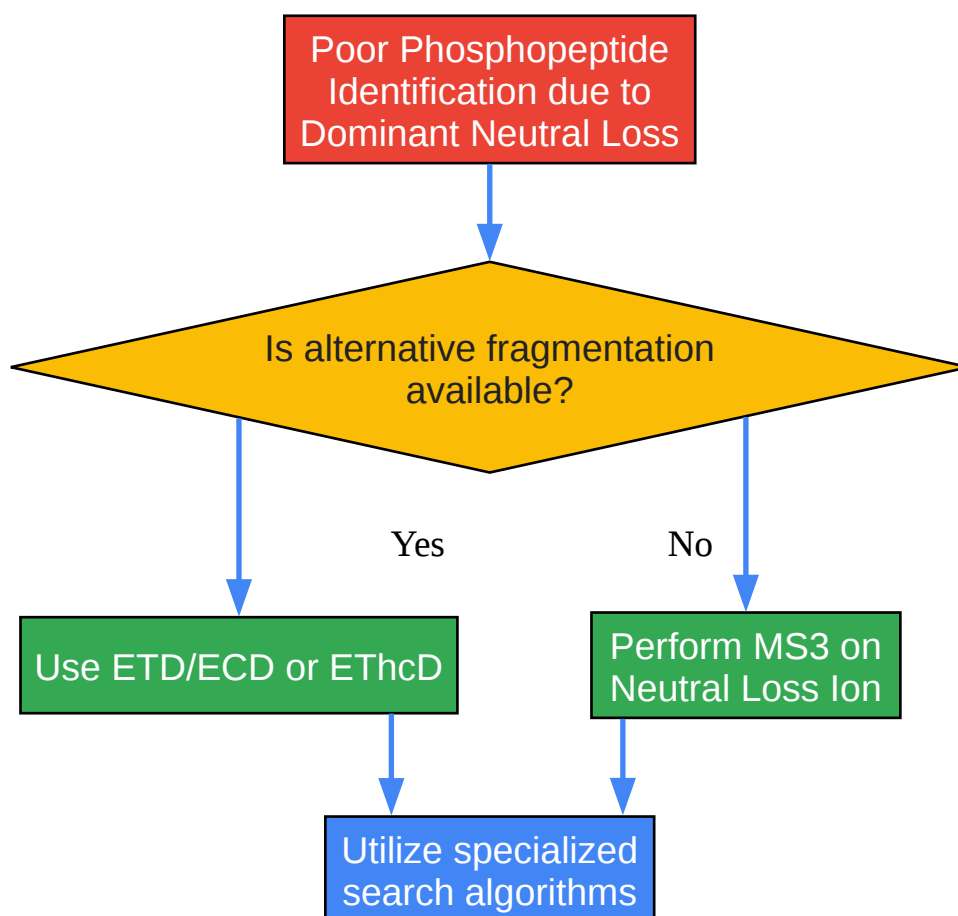 Poor Phosphopeptide
Identification due to
Dominant Neutral Loss
Is alternative fragmentation
available?
Yes
No
Use ETD/ECD or EThcD
Perform MS3 on
Neutral Loss Ion
Utilize specialized
search algorithms